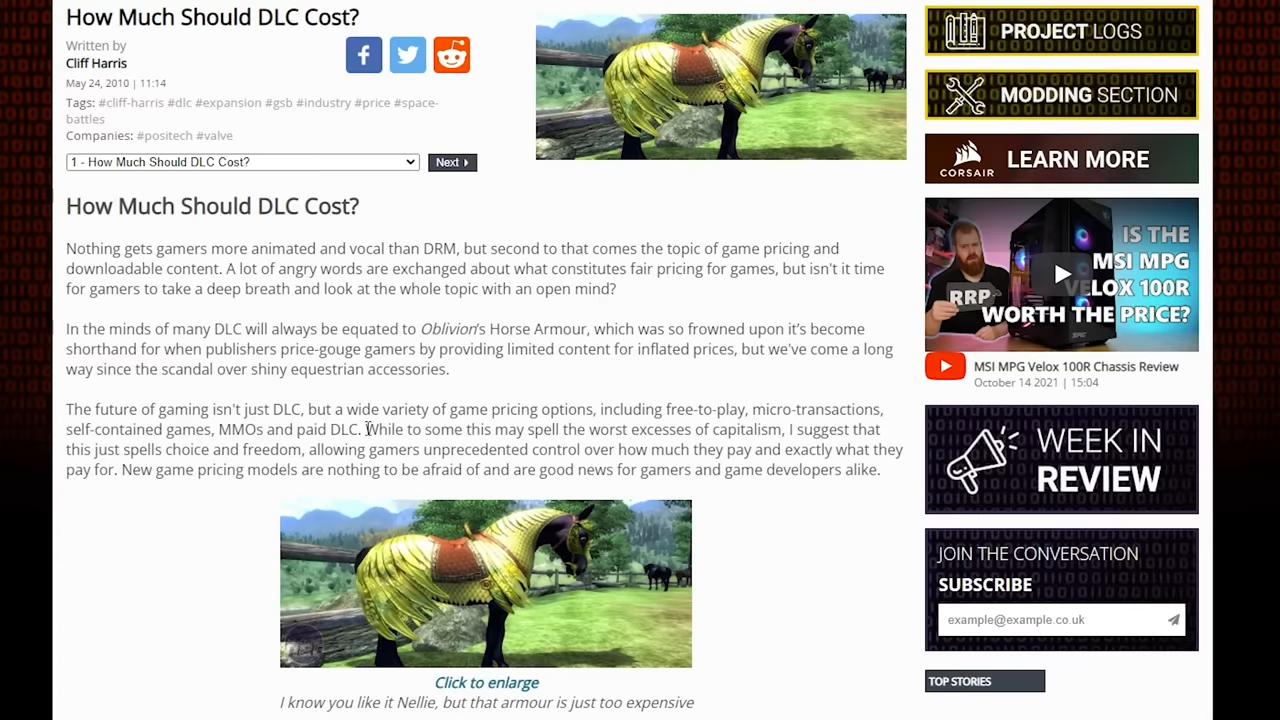 How Much Should DLC Cost?
Written by
Cliff Harris
May 24, 2010 | 11:14
Tags: #cliff-harris #dlc #expansion #gsb #industry #price #space-
battles
Companies: #positech #valve
1 - How Much Should DLC Cost?
Next
How Much Should DLC Cost?
Nothing gets gamers more animated and vocal than DRM, but second to that comes the topic of game pricing and
downloadable content. A lot of angry words are exchanged about what constitutes fair pricing for games, but isn't it time
for gamers to take a deep breath and look at the whole topic with an open mind?
In the minds of many DLC will always be equated to Oblivion's Horse Armour, which was so frowned upon it's become
shorthand for when publishers price-gouge gamers by providing limited content for inflated prices, but we've come a long
way since the scandal over shiny equestrian accessories.
The future of gaming isn't just DLC, but a wide variety of game pricing options, including free-to-play, micro-transactions,
self-contained games, MMOs and paid DLC. While to some this may spell the worst excesses of capitalism, I suggest that
this just spells choice and freedom, allowing gamers unprecedented control over how much they pay and exactly what they
pay for. New game pricing models are nothing to be afraid of and are good news for gamers and game developers alike.
Click to enlarge
I know you like it Nellie, but that armour is just too expensive
PROJECT LOGS
MODDING SECTION
CORSAIR
LEARN MORE
IS THE
MSI MPG
VELOX 100R
WORTH THE PRICE?
RRP
MSI MPG Velox 100R Chassis Review
October 14 2021 | 15:04
WEEK IN
REVIEW
JOIN THE CONVERSATION
SUBSCRIBE
example@example.co.uk
TOP STORIES